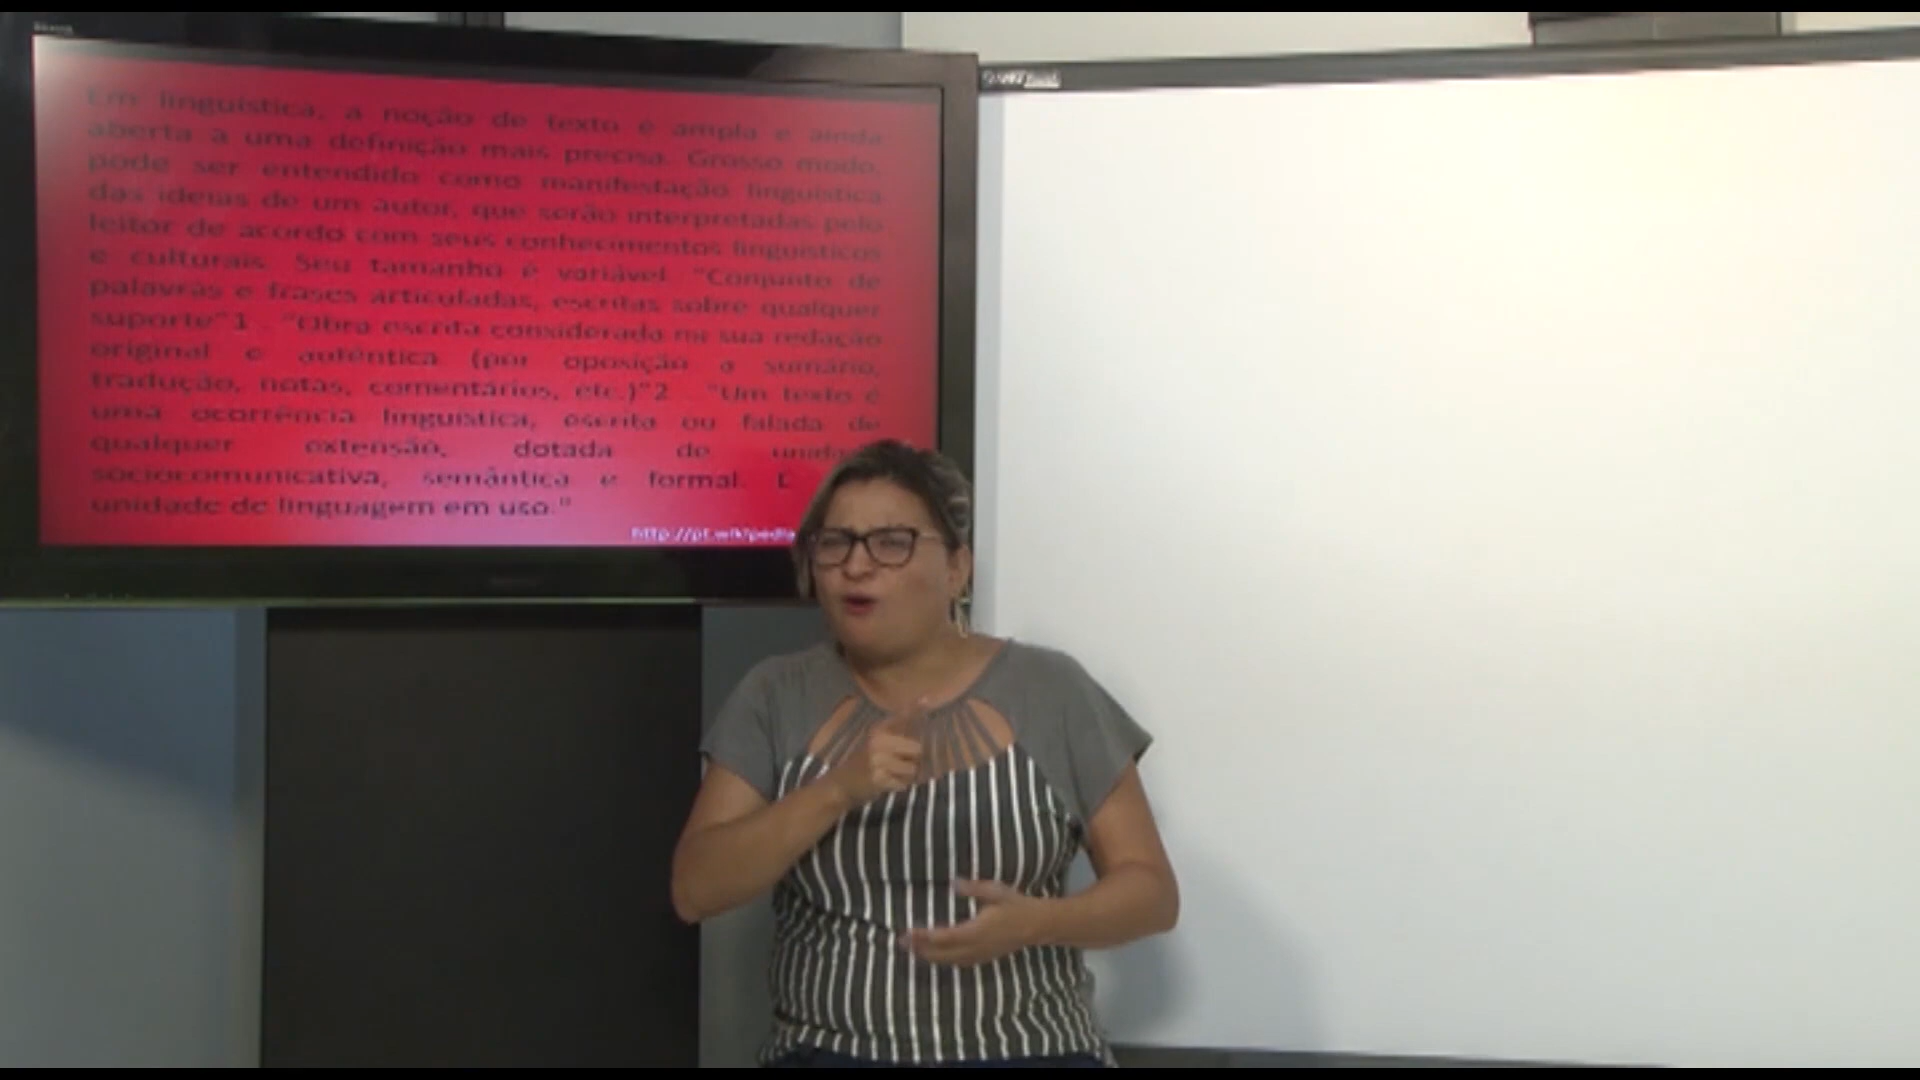 Em linguística, a noção de texto é ampla e ainda
aberta a uma definição mais precisa. Grosso modo,
pode ser entendido como manifestação linguística
das ideias de um autor, que serão interpretadas pelo
leitor de acordo com seus conhecimentos linguísticos
e culturais. Seu tamanho é variável. "Conjunto de
palavras e frases articuladas, escritas sobre qualquer
suporte"1 . "Obra escrita considerada na sua redação
original e autêntica (por oposição a sumário,
tradução, notas, comentários, etc.)"2 . "Um texto é
uma ocorrência linguística, escrita ou falada de
qualquer extensão, dotada de unida
sociocomunicativa, semântica e formal. É
unidade de linguagem em uso."
http://pt.wikipedia